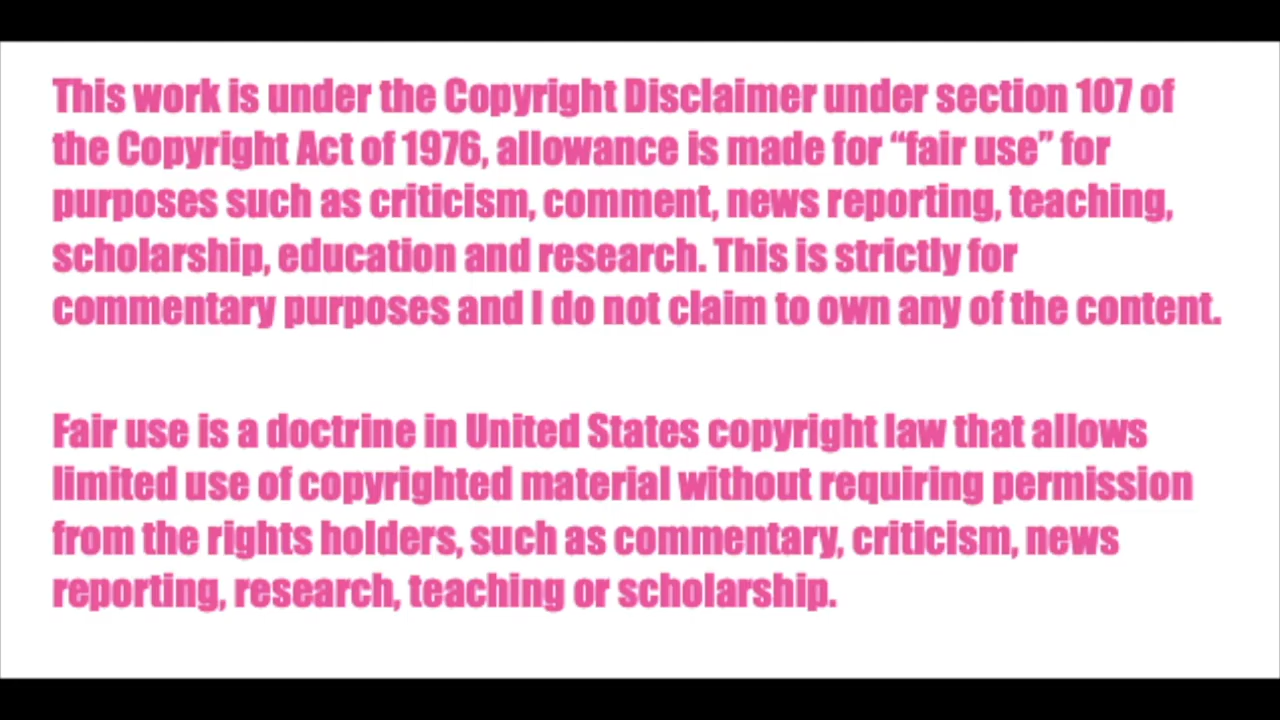 This work is under the Copyright Disclaimer under section 107 of
the Copyright Act of 1976, allowance is made for “fair use” for
purposes such as criticism, comment, news reporting, teaching,
scholarship, education and research. This is strictly for
commentary purposes and I do not claim to own any of the content.
Fair use is a doctrine in United States copyright law that allows
limited use of copyrighted material without requiring permission
from the rights holders, such as commentary, criticism, news
reporting, research, teaching or scholarship.